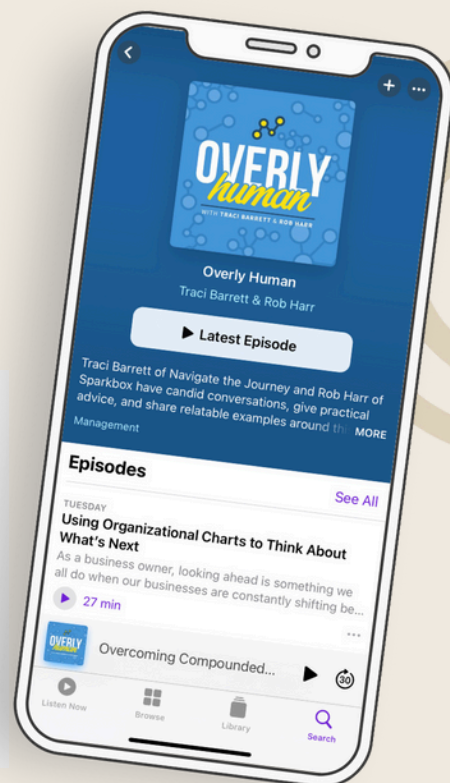 OVERLY
human
WITH TRACI BARRETT & ROB HARR
Overly Human
Traci Barrett & Rob Harr
Latest Episode
Traci Barrett of Navigate the Journey and Rob Harr of
Sparkbox have candid conversations, give practical
advice, and share relatable examples around th MORE
Management
Episodes
See All
TUESDAY
Using Organizational Charts to Think About
What's Next
As a business owner, looking ahead is something we
all do when our businesses are constantly shifting be...
27 min
OVERLY
human
Overcoming Compounded...
30
Listen Now
Browse
Library
Search